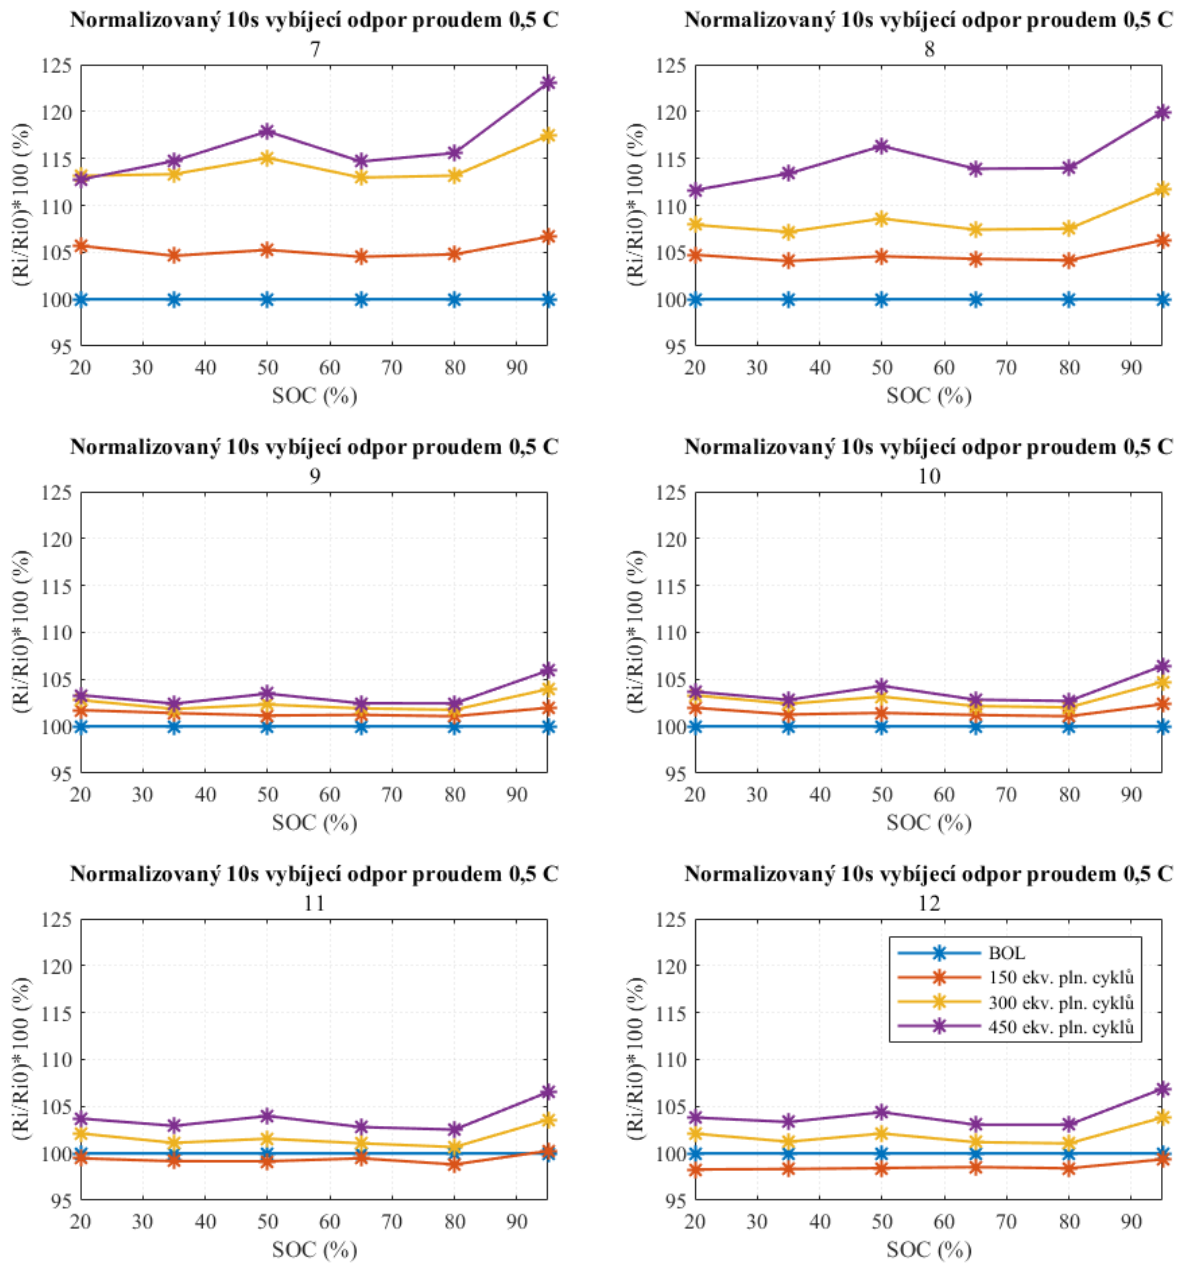 Normalizovaný 10s vybíjecí odpor proudem 0,5 C
7
125
120
115
110
105
100
95
(Ri/Ri0)*100 (%)
20 30 40 50 60 70 80 90
SOC (%)
Normalizovaný 10s vybíjecí odpor proudem 0,5 C
8
125
120
115
110
105
100
95
(Ri/Ri0)*100 (%)
20 30 40 50 60 70 80 90
SOC (%)
Normalizovaný 10s vybíjecí odpor proudem 0,5 C
9
125
120
115
110
105
100
95
(Ri/Ri0)*100 (%)
20 30 40 50 60 70 80 90
SOC (%)
Normalizovaný 10s vybíjecí odpor proudem 0,5 C
10
125
120
115
110
105
100
95
(Ri/Ri0)*100 (%)
20 30 40 50 60 70 80 90
SOC (%)
Normalizovaný 10s vybíjecí odpor proudem 0,5 C
11
125
120
115
110
105
100
95
(Ri/Ri0)*100 (%)
20 30 40 50 60 70 80 90
SOC (%)
Normalizovaný 10s vybíjecí odpor proudem 0,5 C
12
125
120
115
110
105
100
95
(Ri/Ri0)*100 (%)
20 30 40 50 60 70 80 90
SOC (%)
BOL
150 ekv. pln. cyklů
300 ekv. pln. cyklů
450 ekv. pln. cyklů